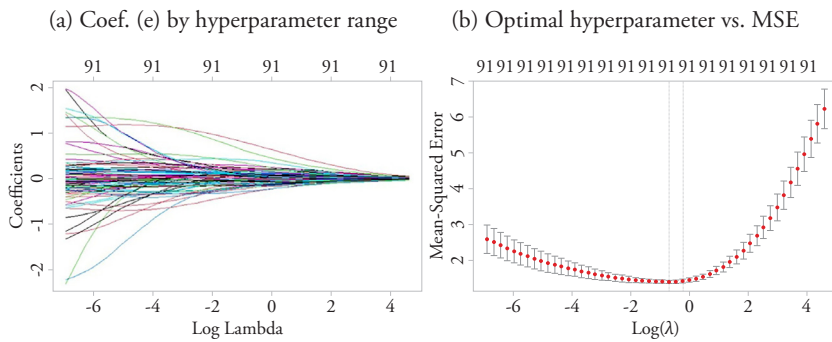 (a) Coef. (e) by hyperparameter range
91 91 91 91 91 91
2
1
0
-1
-2
Coefficients
-6 -4 -2 0 2 4
Log Lambda
(b) Optimal hyperparameter vs. MSE
91 91 91 91 91 91 91 91 91 91 91 91 91 91 91 91 91
7
6
5
4
3
2
Mean-Squared Error
-6 -4 -2 0 2 4
Log(λ)